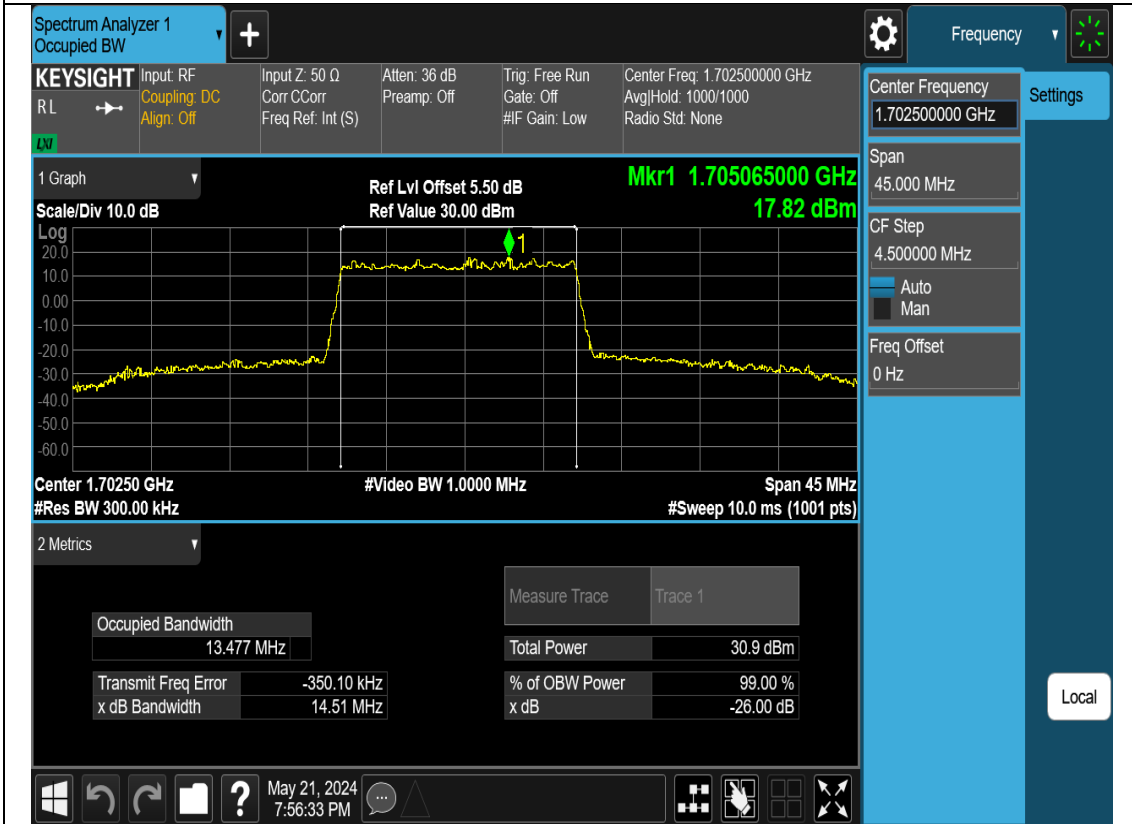 Spectrum Analyzer 1
Occupied BW
+
Frequency
KEYSIGHT
RL
LXI
Input: RF
Coupling: DC
Align: Off
Input Z: 50 Ω
Corr CCorr
Freq Ref: Int (S)
Atten: 36 dB
Preamp: Off
Trig: Free Run
Gate: Off
#IF Gain: Low
Center Freq: 1.702500000 GHz
Avg|Hold: 1000/1000
Radio Std: None
Center Frequency
1.702500000 GHz
Settings
Span
45.000 MHz
CF Step
4.500000 MHz
Auto
Man
Freq Offset
0 Hz
Local
1 Graph
Scale/Div 10.0 dB
Ref Lvl Offset 5.50 dB
Ref Value 30.00 dBm
Mkr1 1.705065000 GHz
17.82 dBm
Log
1
20.0
10.0
0.00
-10.0
-20.0
-30.0
-40.0
-50.0
-60.0
Center 1.70250 GHz
#Video BW 1.0000 MHz
Span 45 MHz
#Res BW 300.00 kHz
#Sweep 10.0 ms (1001 pts)
2 Metrics
Measure Trace Trace 1
Occupied Bandwidth
13.477 MHz
Total Power 30.9 dBm
Transmit Freq Error -350.10 kHz
% of OBW Power 99.00 %
x dB Bandwidth 14.51 MHz
x dB -26.00 dB
?
May 21, 2024
7:56:33 PM